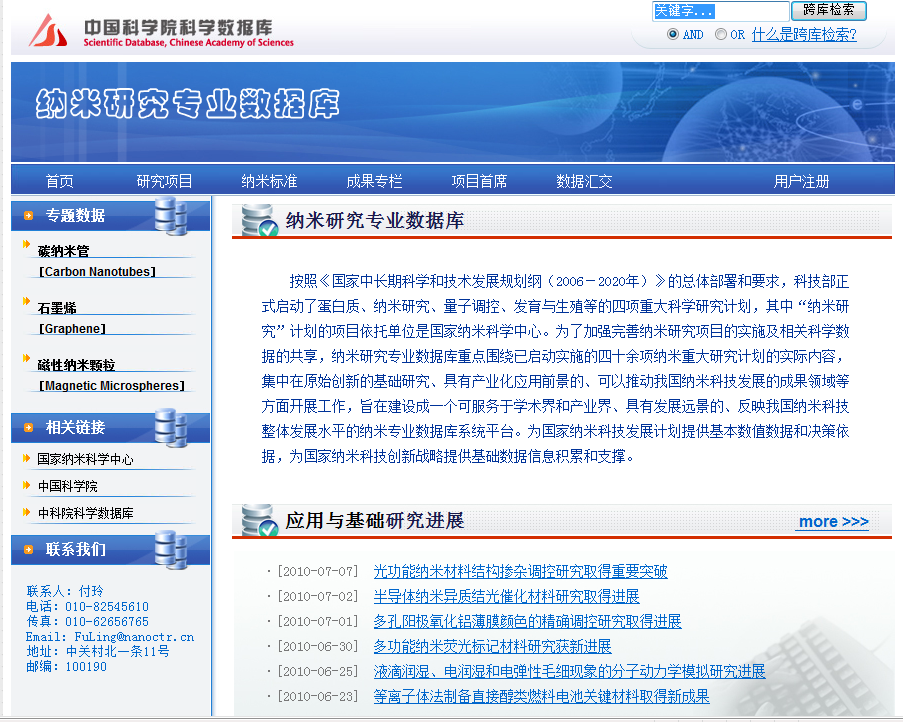 中国科学院科学数据库
Scientific Database, Chinese Academy of Sciences
关键字... 跨库检索
AND OR 什么是跨库检索?
纳米研究专业数据库
首页 研究项目 纳米标准 成果专栏 项目首席 数据汇交 用户注册
专题数据
碳纳米管
[Carbon Nanotubes]
石墨烯
[Graphene]
磁性纳米颗粒
[Magnetic Microspheres]
相关链接
国家纳米科学中心
中国科学院
中科院科学数据库
联系我们
联系人: 付玲
电话: 010-82545610
传真: 010-62656765
Email: FuLing@nanoctr.cn
地址: 中关村北一条11号
邮编: 100190
纳米研究专业数据库
按照《国家中长期科学和技术发展规划纲(2006-2020年)》的总体部署和要求，科技部正
式启动了蛋白质、纳米研究、量子调控、发育与生殖等的四项重大科学研究计划，其中“纳米研
究”计划的项目依托单位是国家纳米科学中心。为了加强完善纳米研究项目的实施及相关科学数
据的共享，纳米研究专业数据库重点围绕已启动实施的四十余项纳米重大研究计划的实际内容，
集中在原始创新的基础研究、具有产业化应用前景的、可以推动我国纳米科技发展的成果领域等
方面开展工作，旨在建设成一个可服务于学术界和产业界、具有发展远景的、反映我国纳米科技
整体发展水平的纳米专业数据库系统平台。为国家纳米科技发展计划提供基本数值数据和决策依
据，为国家纳米科技创新战略提供基础数据信息积累和支撑。
应用与基础研究进展 more >>>
· [2010-07-07] 光功能纳米材料结构掺杂调控研究取得重要突破
· [2010-07-02] 半导体纳米异质结光催化材料研究取得进展
· [2010-07-01] 多孔阳极氧化铝薄膜颜色的精确调控研究取得进展
· [2010-06-30] 多功能纳米荧光标记材料研究获新进展
· [2010-06-25] 液滴润湿、电润湿和电弹性毛细现象的分子动力学模拟研究进展
· [2010-06-23] 等离子体法制备直接醇类燃料电池关键材料取得新成果